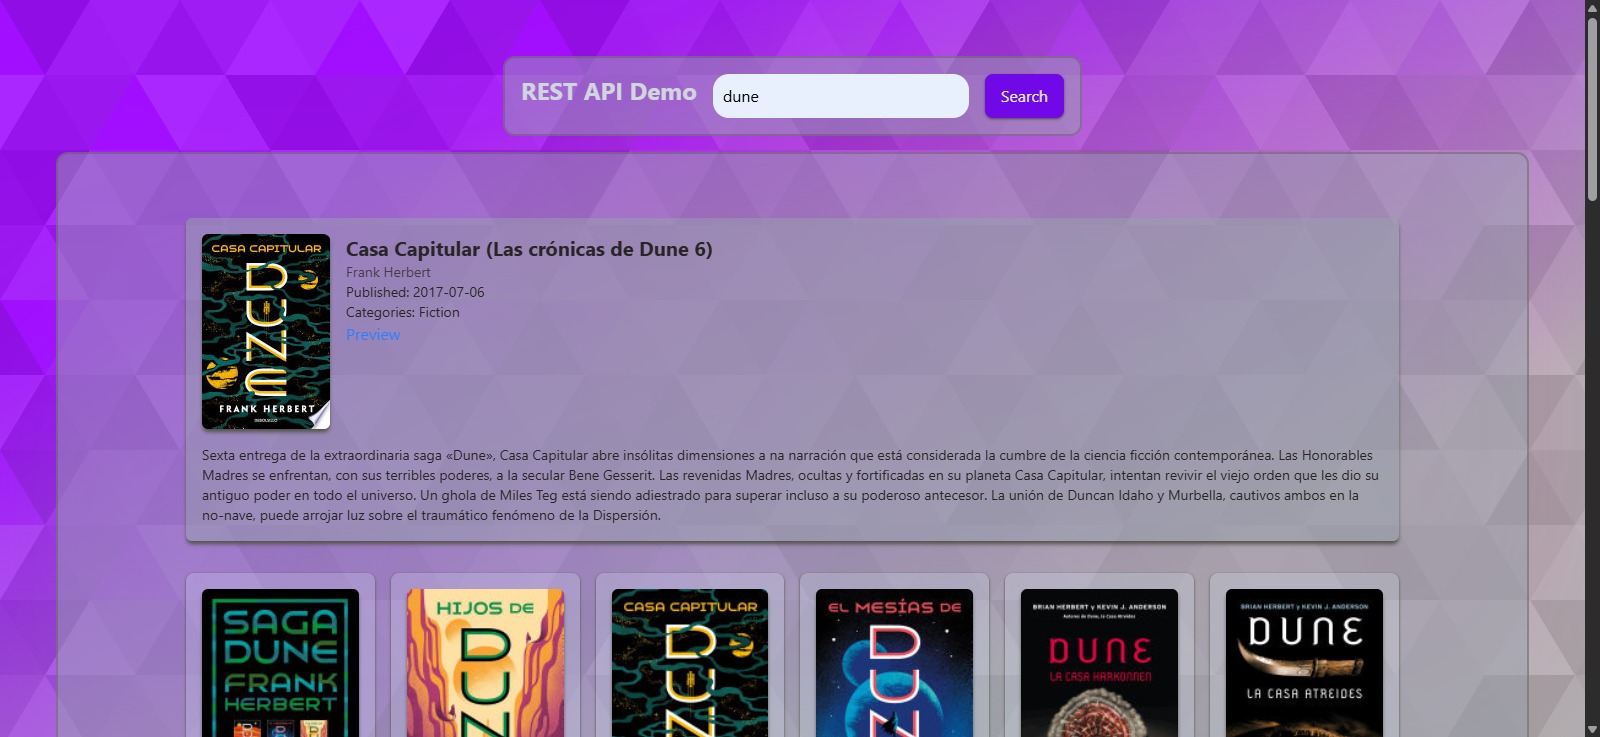 REST API Demo
dune
Search
CASA CAPITULAR
DUNE
FRANK HERBERT
Casa Capitular (Las crónicas de Dune 6)
Frank Herbert
Published: 2017-07-06
Categories: Fiction
Preview
Sexta entrega de la extraordinaria saga «Dune», Casa Capitular abre insólitas dimensiones a na narración que está considerada la cumbre de la ciencia ficción contemporánea. Las Honorables
Madres se enfrentan, con sus terribles poderes, a la secular Bene Gesserit. Las revenidas Madres, ocultas y fortificadas en su planeta Casa Capitular, intentan revivir el viejo orden que les dio su
antiguo poder en todo el universo. Un ghola de Miles Teg está siendo adiestrado para superar incluso a su poderoso antecesor. La unión de Duncan Idaho y Murbella, cautivos ambos en la
no-nave, puede arrojar luz sobre el traumático fenómeno de la Dispersión.
SAGA
DUNE
FRANK
HERBERT
HIJOS DE
DUN
CASA CAPITULAR
DUN
EL MESÍAS DE
DUN
BRIAN HERBERT y KEVIN J. ANDERSON
Autores de Dune, la Casa Atreides
DUNE
LA CASA HARKONNEN
BRIAN HERBERT y KEVIN J. ANDERSON
DUNE
LA CASA ATREIDES